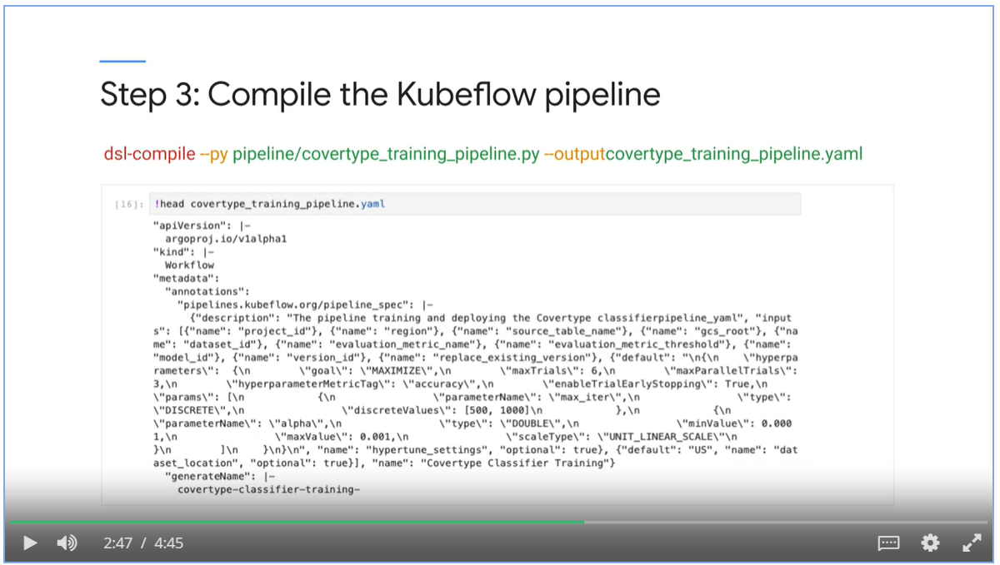 Step 3: Compile the Kubeflow pipeline
dsl-compile --py pipeline/covertype_training_pipeline.py --outputcovertype_training_pipeline.yaml
[16]: !head covertype_training_pipeline.yaml
"apiVersion": |-
argoproj.io/v1alpha1
"kind": |-
Workflow
"metadata":
"annotations":
"pipelines.kubeflow.org/pipeline_spec": |-
{"description": "The pipeline training and deploying the Covertype classifierpipeline_yaml", "input
s": [{"name": "project_id"}, {"name": "region"}, {"name": "source_table_name"}, {"name": "gcs_root"}, {"na
me": "dataset_id"}, {"name": "evaluation_metric_name"}, {"name": "evaluation_metric_threshold"}, {"name":
"model_id"}, {"name": "version_id"}, {"name": "replace_existing_version"}, {"default": "\n{\n \"hyperpa
rameters\": {\n \"goal\": \"MAXIMIZE\",\n \"maxTrials\": 6,\n \"maxParallelTrials\":
3,\n \"hyperparameterMetricTag\": \"accuracy\",\n \"enableTrialEarlyStopping\": True,\n
\"params\": [\n {\n \"parameterName\": \"max_iter\",\n \"type\":
\"DISCRETE\",\n \"discreteValues\": [500, 1000]\n },\n {\n
\"parameterName\": \"alpha\",\n \"type\": \"DOUBLE\",\n \"minValue\": 0.000
1,\n \"maxValue\": 0.001,\n \"scaleType\": \"UNIT_LINEAR_SCALE\"\n
}\n ]\n }\n}\n", "name": "hypertune_settings", "optional": true}, {"default": "US", "name": "dat
aset_location", "optional": true}], "name": "Covertype Classifier Training"}
"generateName": |-
covertype-classifier-training-
2:47 / 4:45